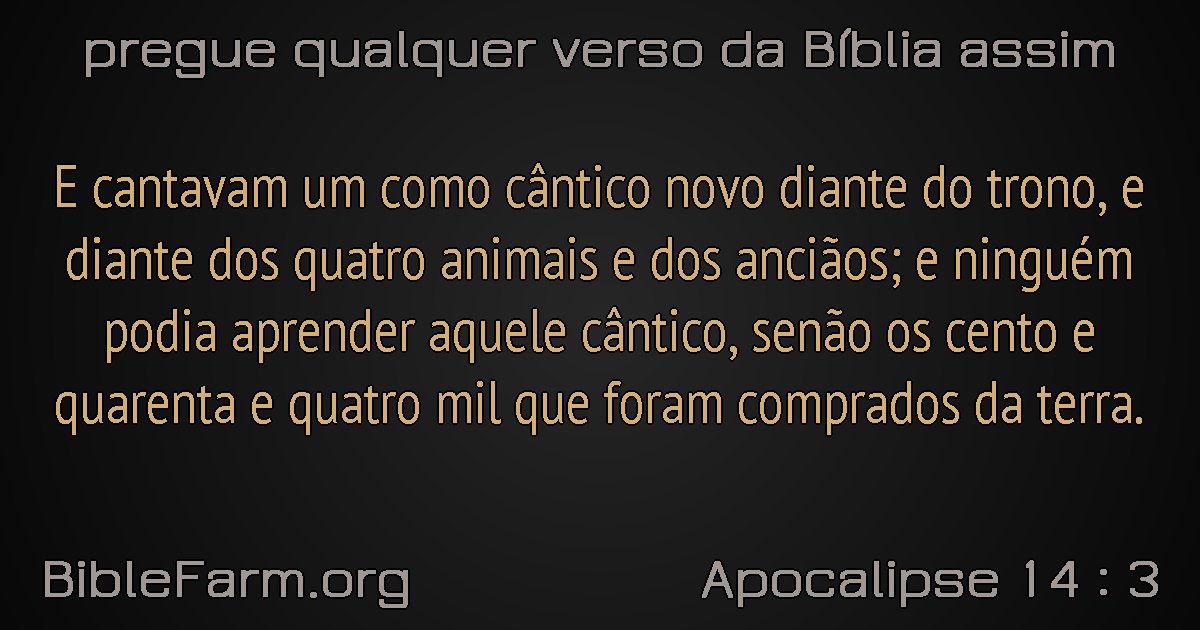 pregue qualquer verso da Bíblia assim
E cantavam um como cântico novo diante do trono, e
diante dos quatro animais e dos anciãos; e ninguém
podia aprender aquele cântico, senão os cento e
quarenta e quatro mil que foram comprados da terra.
BibleFarm.org
Apocalipse 14 : 3